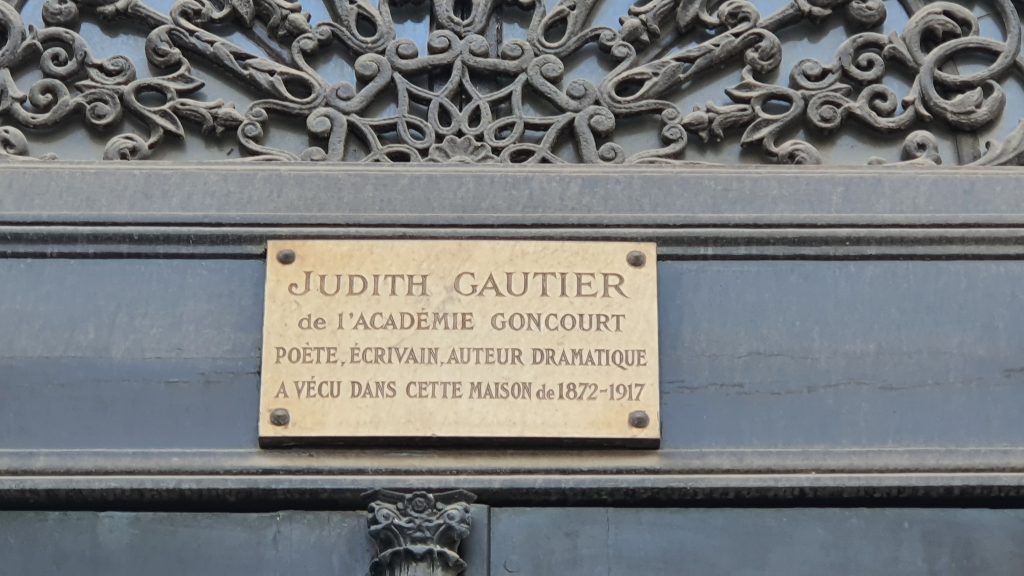 JUDITH GAUTIER
de l'ACADÉMIE GONCOURT
POÈTE, ÉCRIVAIN, AUTEUR DRAMATIQUE
A VÉCU DANS CETTE MAISON de 1872-1917